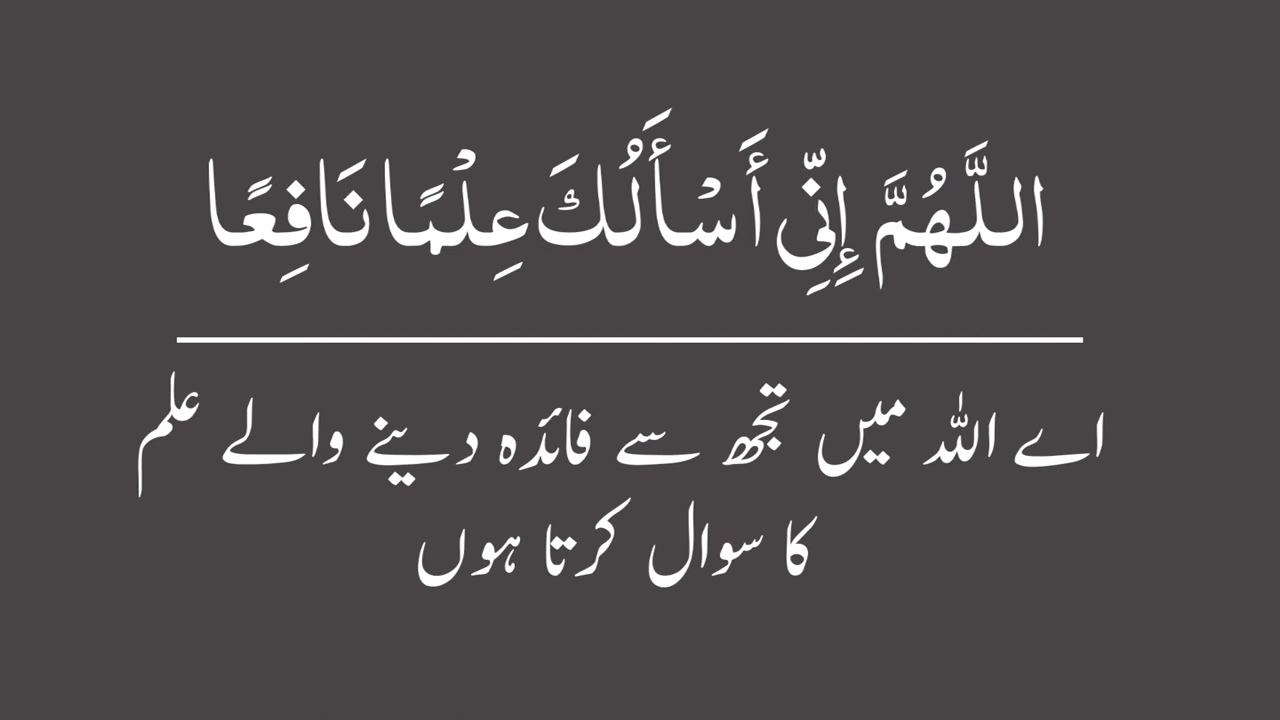 اللَّهُمَّ إِنِّي أَسْأَلُكَ عِلْمًا نَافِعًا
اے اللہ میں تجھ سے فائدہ دینے والے علم
کا سوال کرتا ہوں